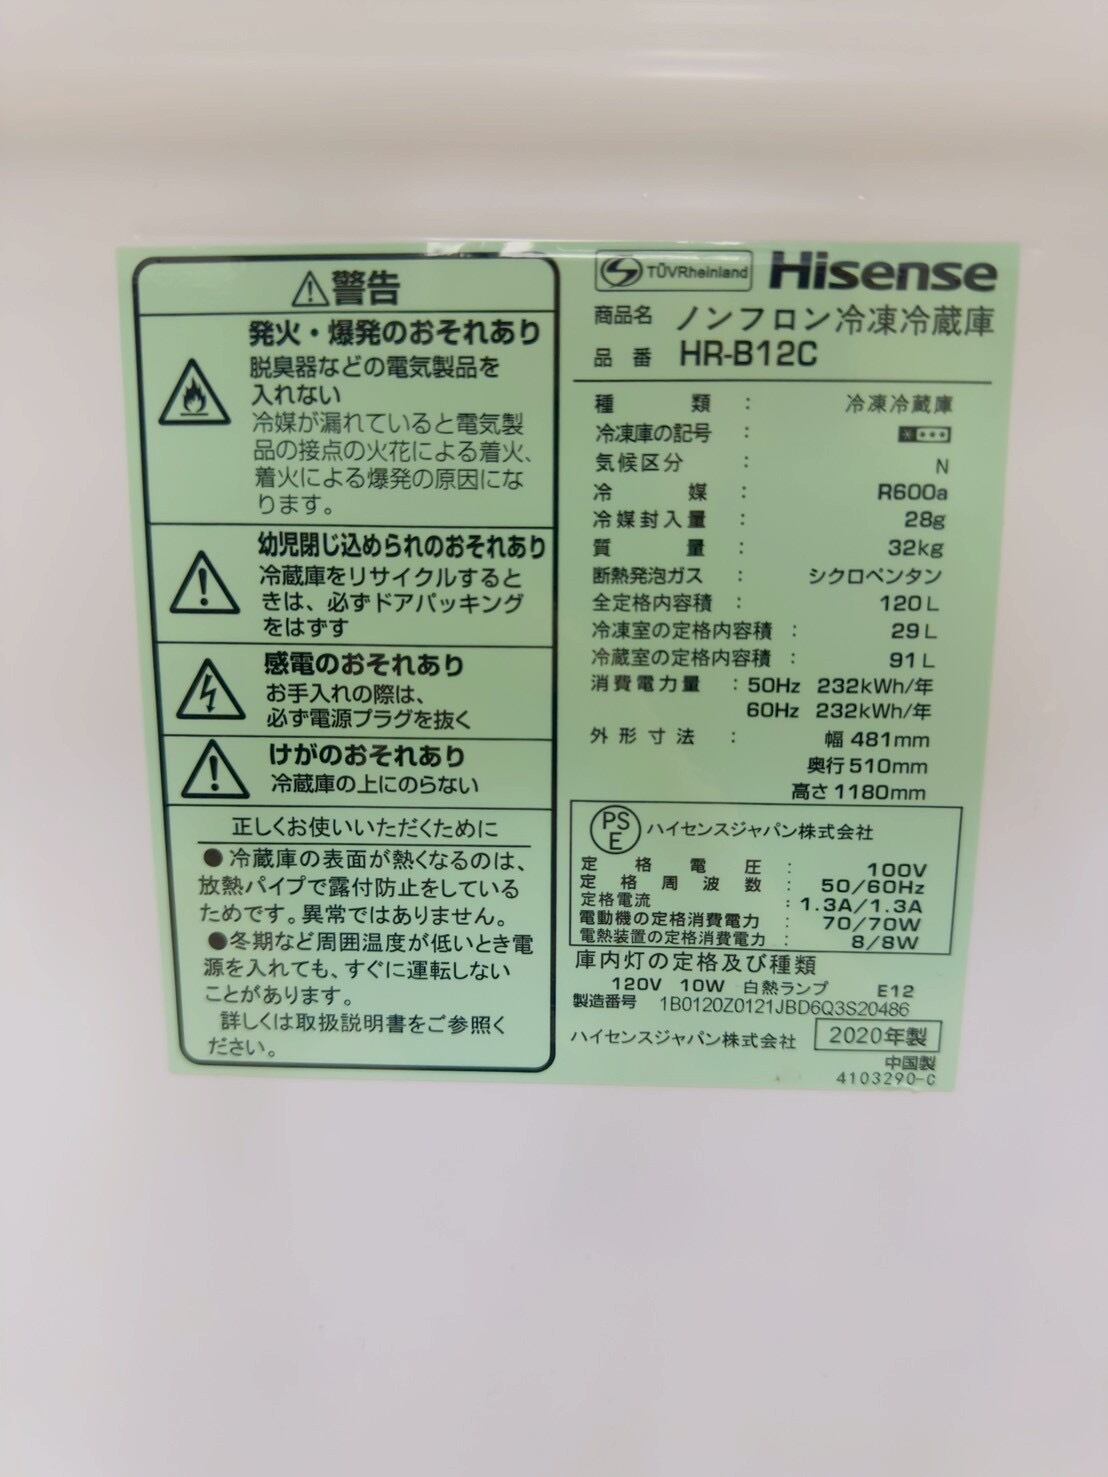 ⚠警告
発火・爆発のおそれあり
脱臭器などの電気製品を
入れない
冷媒が漏れていると電気製
品の接点の火花による着火、
着火による爆発の原因にな
ります。
幼児閉じ込められのおそれあり
冷蔵庫をリサイクルすると
きは、必ずドアパッキング
をはずす
感電のおそれあり
お手入れの際は、
必ず電源プラグを抜く
けがのおそれあり
冷蔵庫の上にのらない
正しくお使いいただくために
●冷蔵庫の表面が熱くなるのは、
放熱パイプで露付防止をしている
ためです。異常ではありません。
●冬期など周囲温度が低いとき電
源を入れても、すぐに運転しない
ことがあります。
詳しくは取扱説明書をご参照く
ださい。
TÜVRheinland Hisense
商品名 ノンフロン冷凍冷蔵庫
品番 HR-B12C
種類 : 冷凍冷蔵庫
冷凍庫の記号 : ****
気候区分 : N
冷媒 : R600a
冷媒封入量 : 28g
質量 : 32kg
断熱発泡ガス : シクロペンタン
全定格内容積 : 120L
冷凍室の定格内容積 : 29L
冷蔵室の定格内容積 : 91L
消費電力量 : 50Hz 232kWh/年
60Hz 232kWh/年
外形寸法 : 幅 481mm
奥行 510mm
高さ 1180mm
PSE ハイセンスジャパン株式会社
定格電圧 : 100V
定格周波数 : 50/60Hz
定格電流 : 1.3A/1.3A
電動機の定格消費電力 : 70/70W
電熱装置の定格消費電力 : 8/8W
庫内灯の定格及び種類
120V 10W 白熱ランプ E12
製造番号 1B0120Z0121JBD6Q3S20486
ハイセンスジャパン株式会社 2020年製
中国製
4103290-C